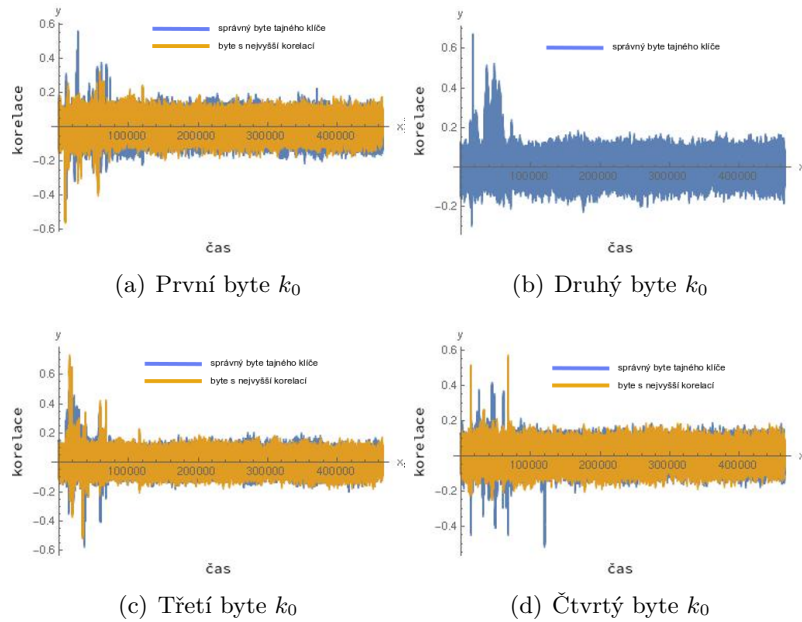 y
0.6
0.4
0.2
-0.2
-0.4
-0.6
100000 200000 300000 400000
x
korelace
čas
správný byte tajného klíče
byte s nejvyšší korelací
(a) První byte k₀
y
0.6
0.4
0.2
-0.2
100000 200000 300000 400000
x
korelace
čas
správný byte tajného klíče
(b) Druhý byte k₀
y
0.6
0.4
0.2
-0.2
-0.4
-0.6
100000 200000 300000 400000
x
korelace
čas
správný byte tajného klíče
byte s nejvyšší korelací
(c) Třetí byte k₀
y
0.6
0.4
0.2
-0.2
-0.4
100000 200000 300000 400000
x
korelace
čas
správný byte tajného klíče
byte s nejvyšší korelací
(d) Čtvrtý byte k₀